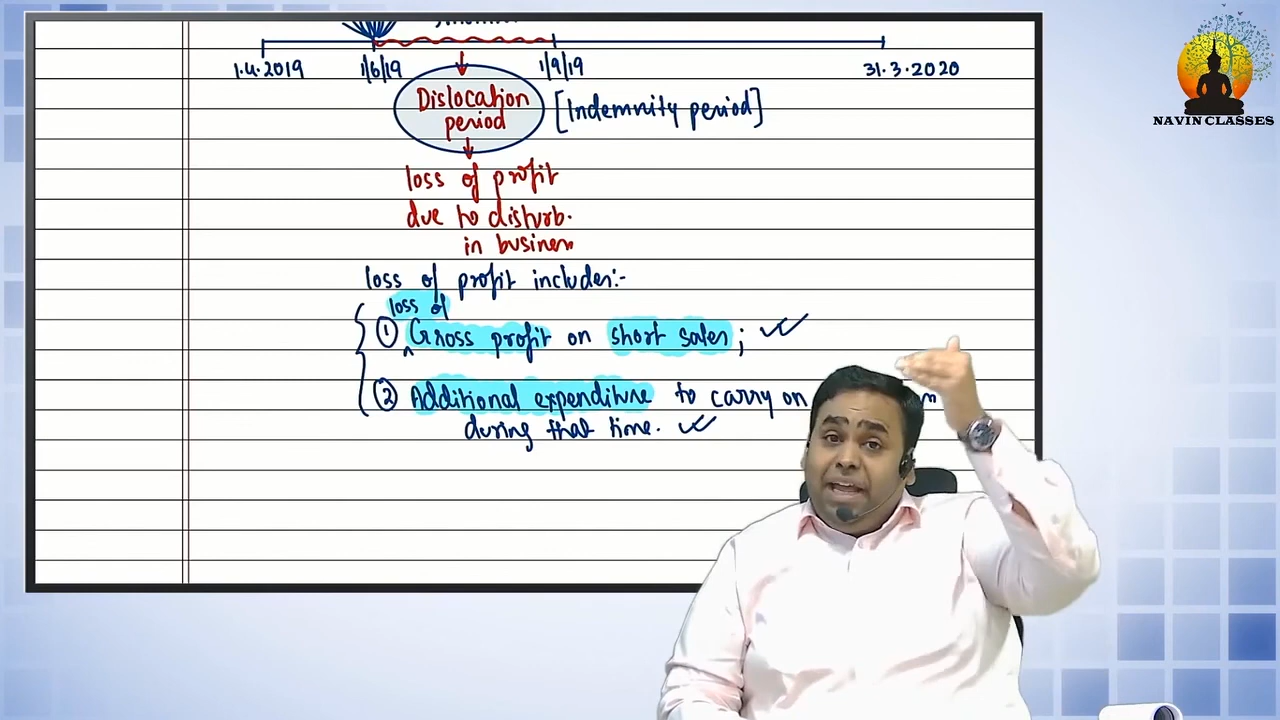 1.4.2019 1/6/19 1/9/19 31.3.2020
Dislocation
period
[Indemnity period]
loss of profit
due to disturb.
in business
loss of profit includes:-
loss of
① Gross profit on short sales;
② Additional expenditure to carry on
during that time.
NAVIN CLASSES